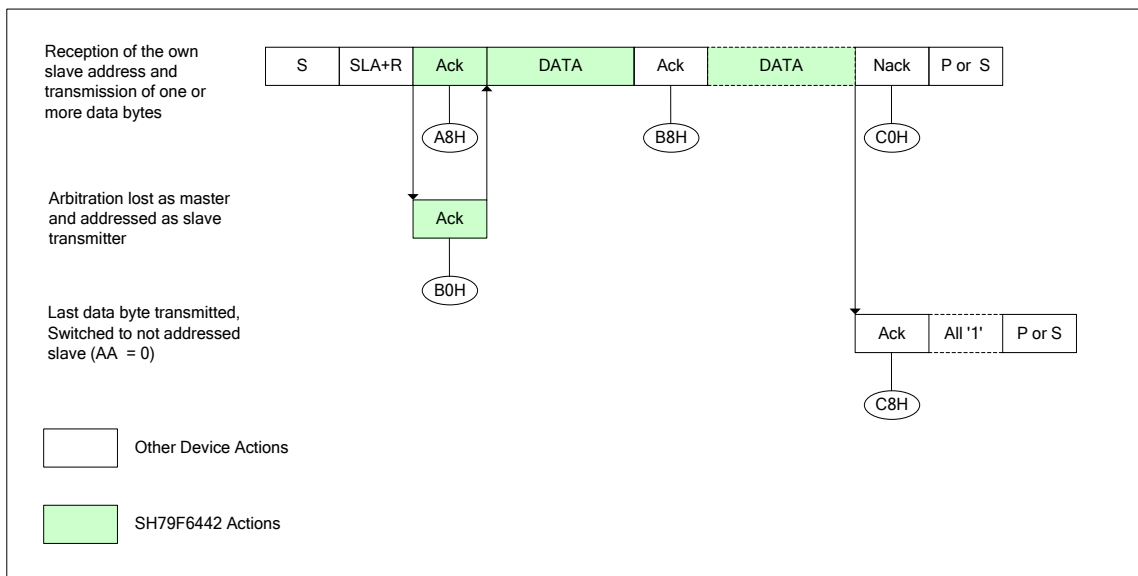 Reception of the own
slave address and
transmission of one or
more data bytes
S SLA+R Ack DATA Ack DATA Nack P or S
A8H B8H C0H
Arbitration lost as master
and addressed as slave
transmitter
Ack
B0H
Last data byte transmitted,
Switched to not addressed
slave (AA = 0)
Ack All '1' P or S
C8H
Other Device Actions
SH79F6442 Actions